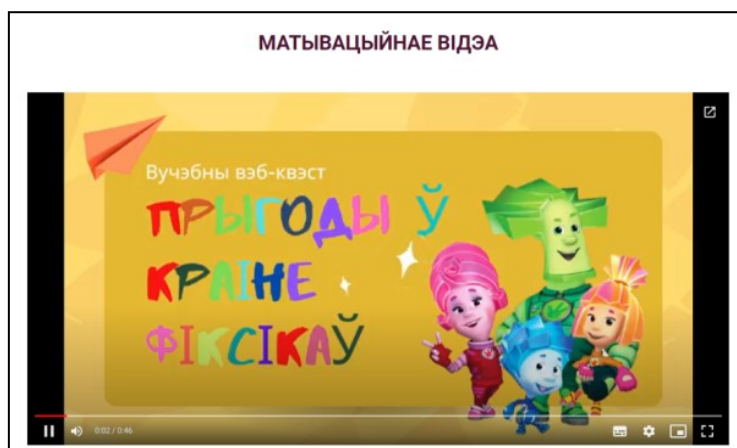 МАТЫВАЦЫЙНАЕ ВІДЭА
Вучэбны вэб-квэст
ПРЫГОДЫ Ў
КРАІНЕ
ФІКСІКАЎ
0:02 / 0:46